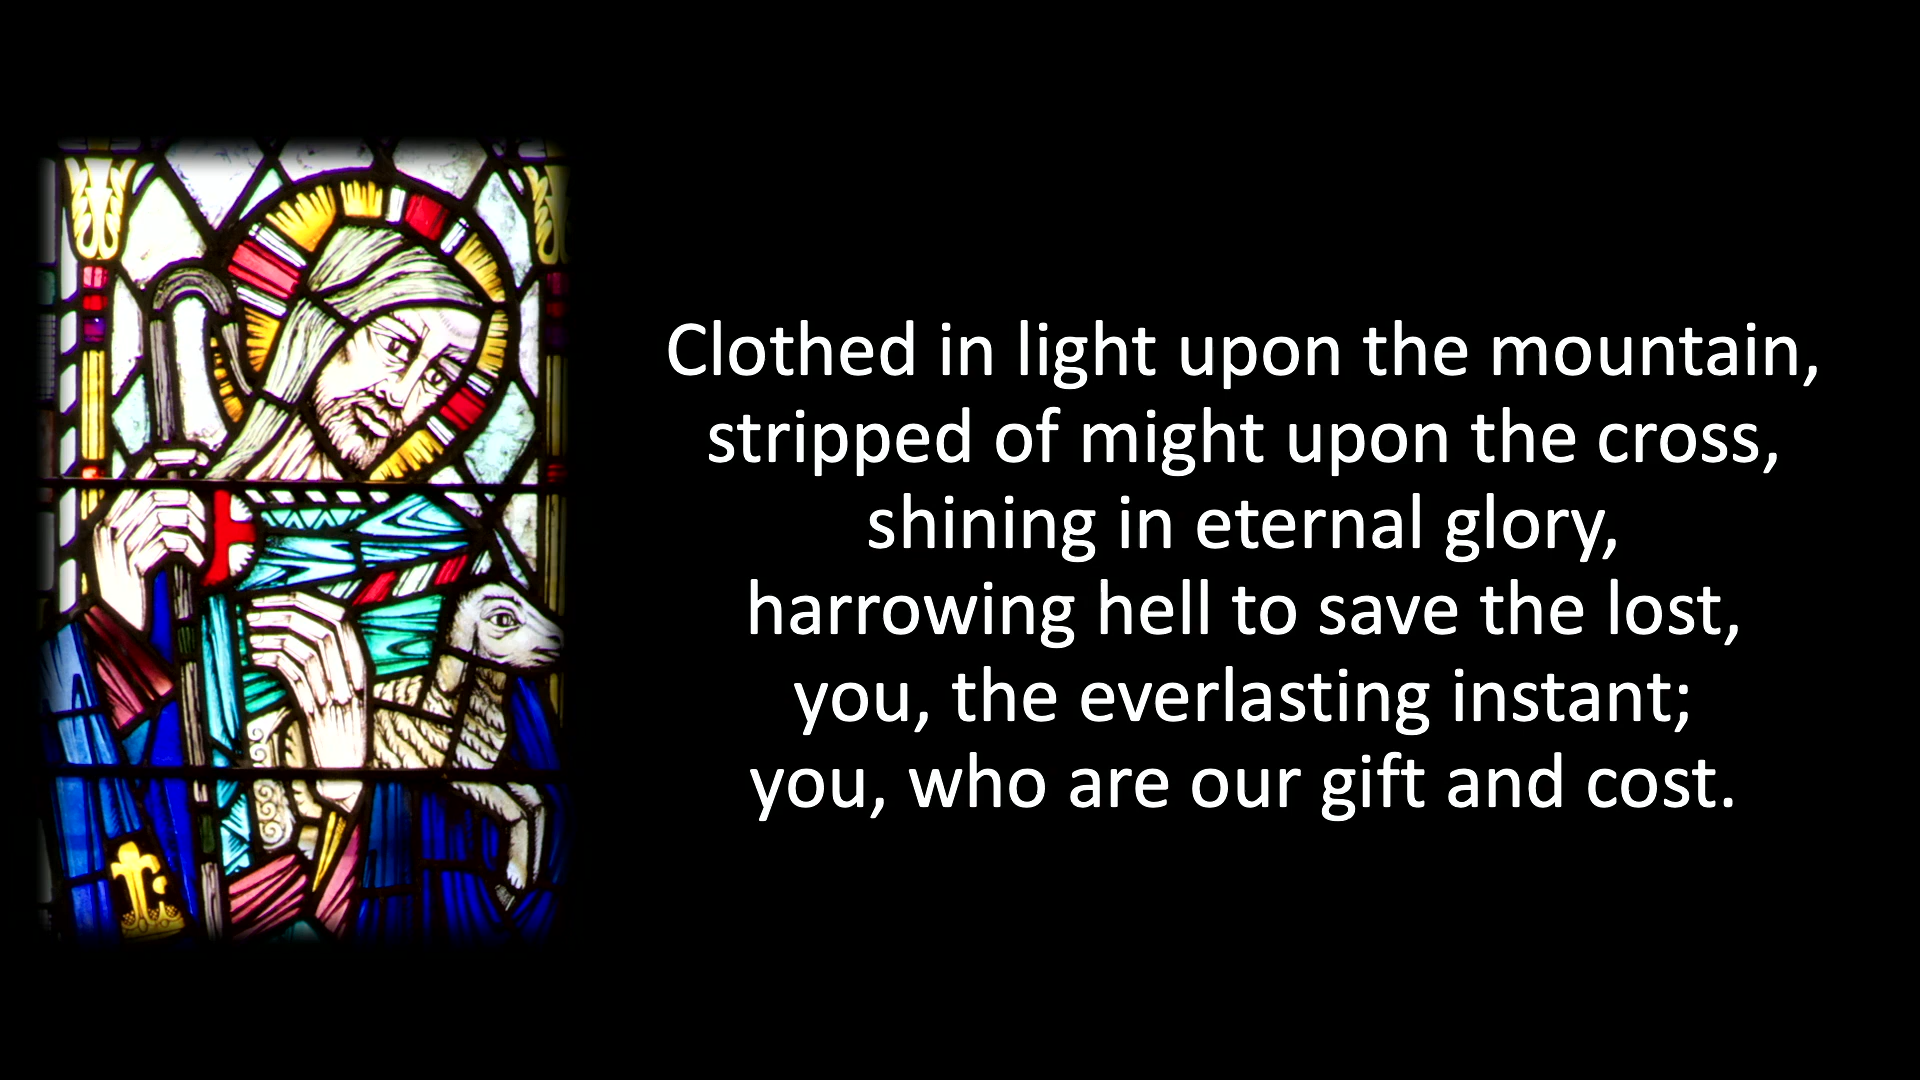 Clothed in light upon the mountain,
stripped of might upon the cross,
shining in eternal glory,
harrowing hell to save the lost,
you, the everlasting instant;
you, who are our gift and cost.